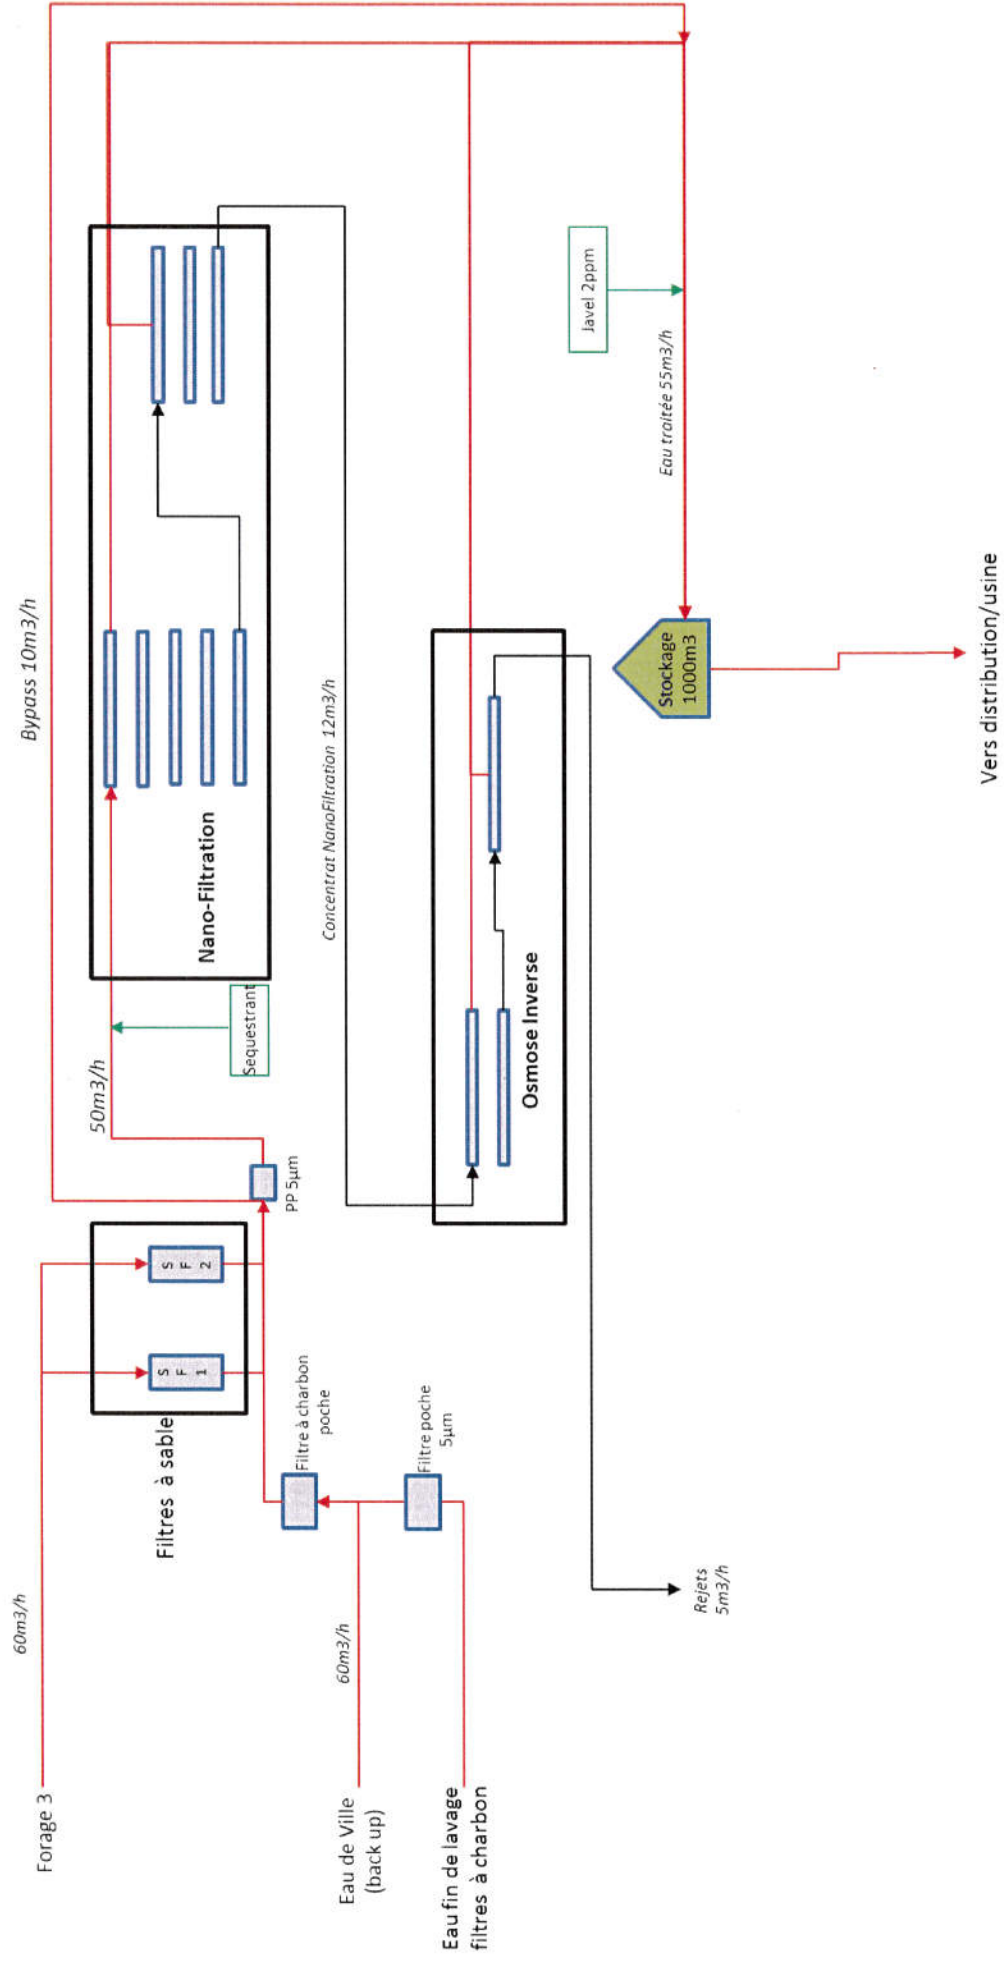 Forage 3
60m3/h
Filtres à sable
S
F
1
S
F
2
Eau de Ville
(back up)
60m3/h
Eau fin de lavage
filtres à charbon
Filtre à charbon
poche
Filtre poche
5µm
PP 5µm
50m3/h
Bypass 10m3/h
Sequestrant
Nano-Filtration
Concentrat NanoFiltration 12m3/h
Osmose Inverse
Rejets
5m3/h
Javel 2ppm
Eau traitée 55m3/h
Stockage
1000m3
Vers distribution/usine